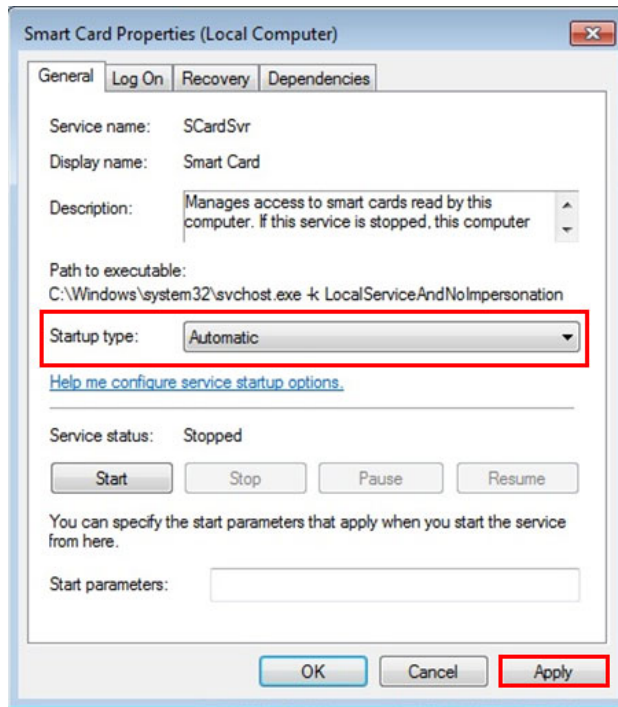 Smart Card Properties (Local Computer)
General Log On Recovery Dependencies
Service name: SCardSvr
Display name: Smart Card
Description: Manages access to smart cards read by this
computer. If this service is stopped, this computer
Path to executable:
C:\Windows\system32\svchost.exe -k LocalServiceAndNoImpersonation
Startup type: Automatic
Help me configure service startup options.
Service status: Stopped
Start Stop Pause Resume
You can specify the start parameters that apply when you start the service
from here.
Start parameters:
OK Cancel Apply